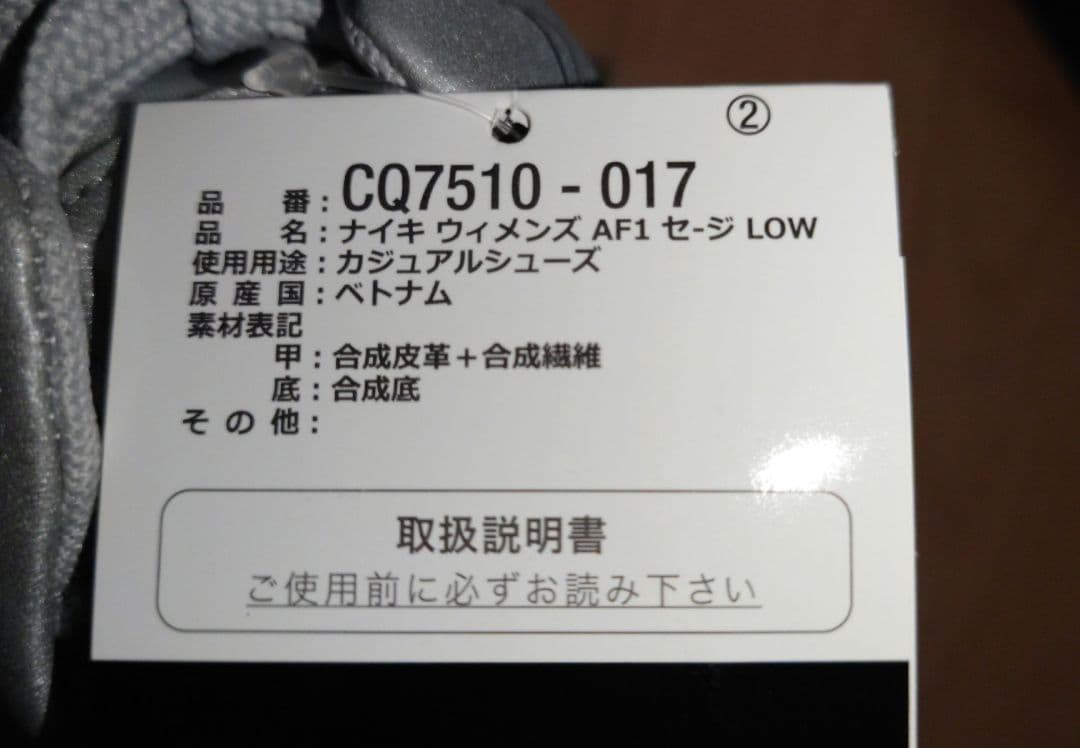 ②
品番：CQ7510 - 017
品名：ナイキ ウィメンズ AF1 セ-ジ LOW
使用用途：カジュアルシューズ
原産国：ベトナム
素材表記
甲：合成皮革＋合成繊維
底：合成底
その他：
取扱説明書
ご使用前に必ずお読み下さい